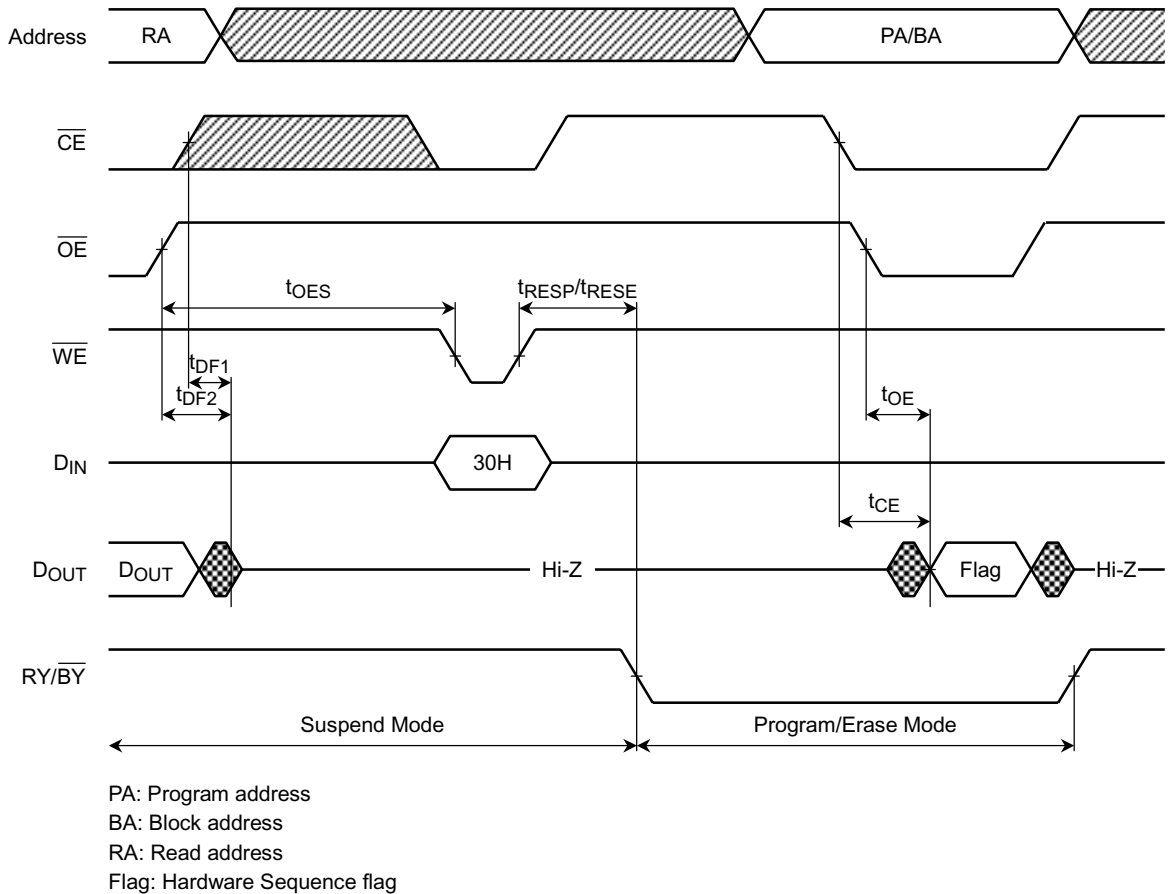 Address RA PA/BA
CE
OE
tOES tRESP/tRESE
WE
tDF1
tDF2 tOE
DIN 30H
tCE
DOUT DOUT Hi-Z Flag Hi-Z
RY/BY
Suspend Mode Program/Erase Mode
PA: Program address
BA: Block address
RA: Read address
Flag: Hardware Sequence flag